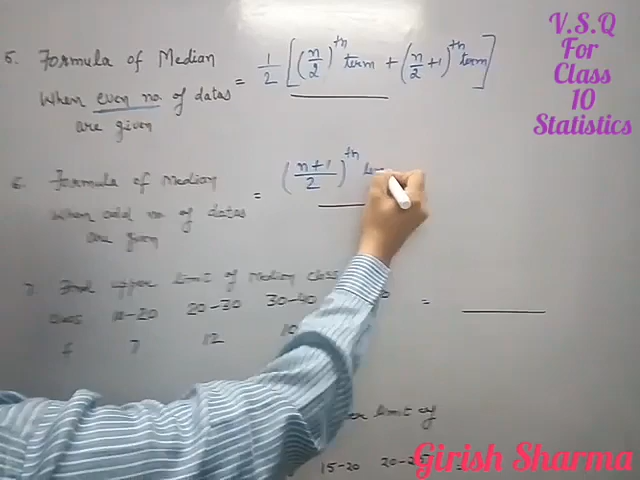 V.S.Q
For
Class
10
Statistics
5. Formula of Median
When even no. of datas
are given
= 1/2 [(n/2)th term + (n/2 + 1)th term]
6. Formula of Median
When odd no of datas
are given
= ((n+1)/2)th
7. Find upper limit of Median class
Class 10-20 20-30 30-40
f 7 12 10
=
limit of
15-20 20-25
Girish Sharma